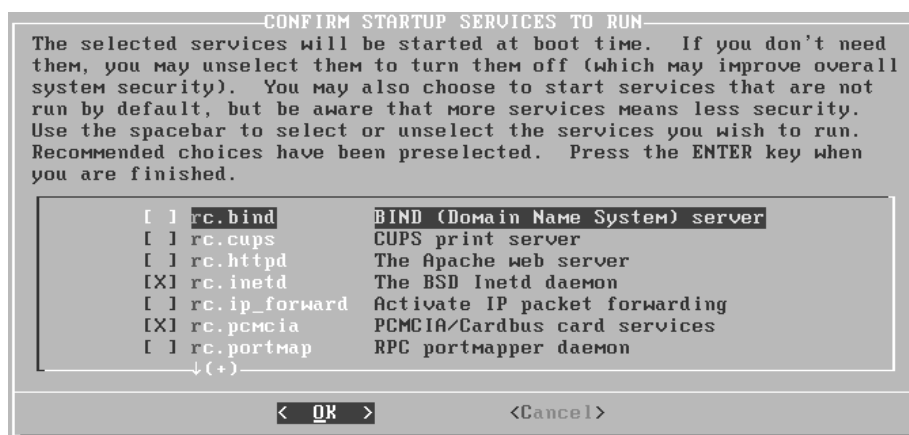 CONFIRM STARTUP SERVICES TO RUN
The selected services will be started at boot time.  If you don't need
them, you may unselect them to turn them off (which may improve overall
system security).  You may also choose to start services that are not
run by default, but be aware that more services means less security.
Use the spacebar to select or unselect the services you wish to run.
Recommended choices have been preselected.  Press the ENTER key when
you are finished.
[ ] rc.bind BIND (Domain Name System) server
[ ] rc.cups CUPS print server
[ ] rc.httpd The Apache web server
[X] rc.inetd The BSD Inetd daemon
[ ] rc.ip_forward Activate IP packet forwarding
[X] rc.pcmcia PCMCIA/Cardbus card services
[ ] rc.portmap RPC portmapper daemon
↓(+)
< OK > <Cancel>